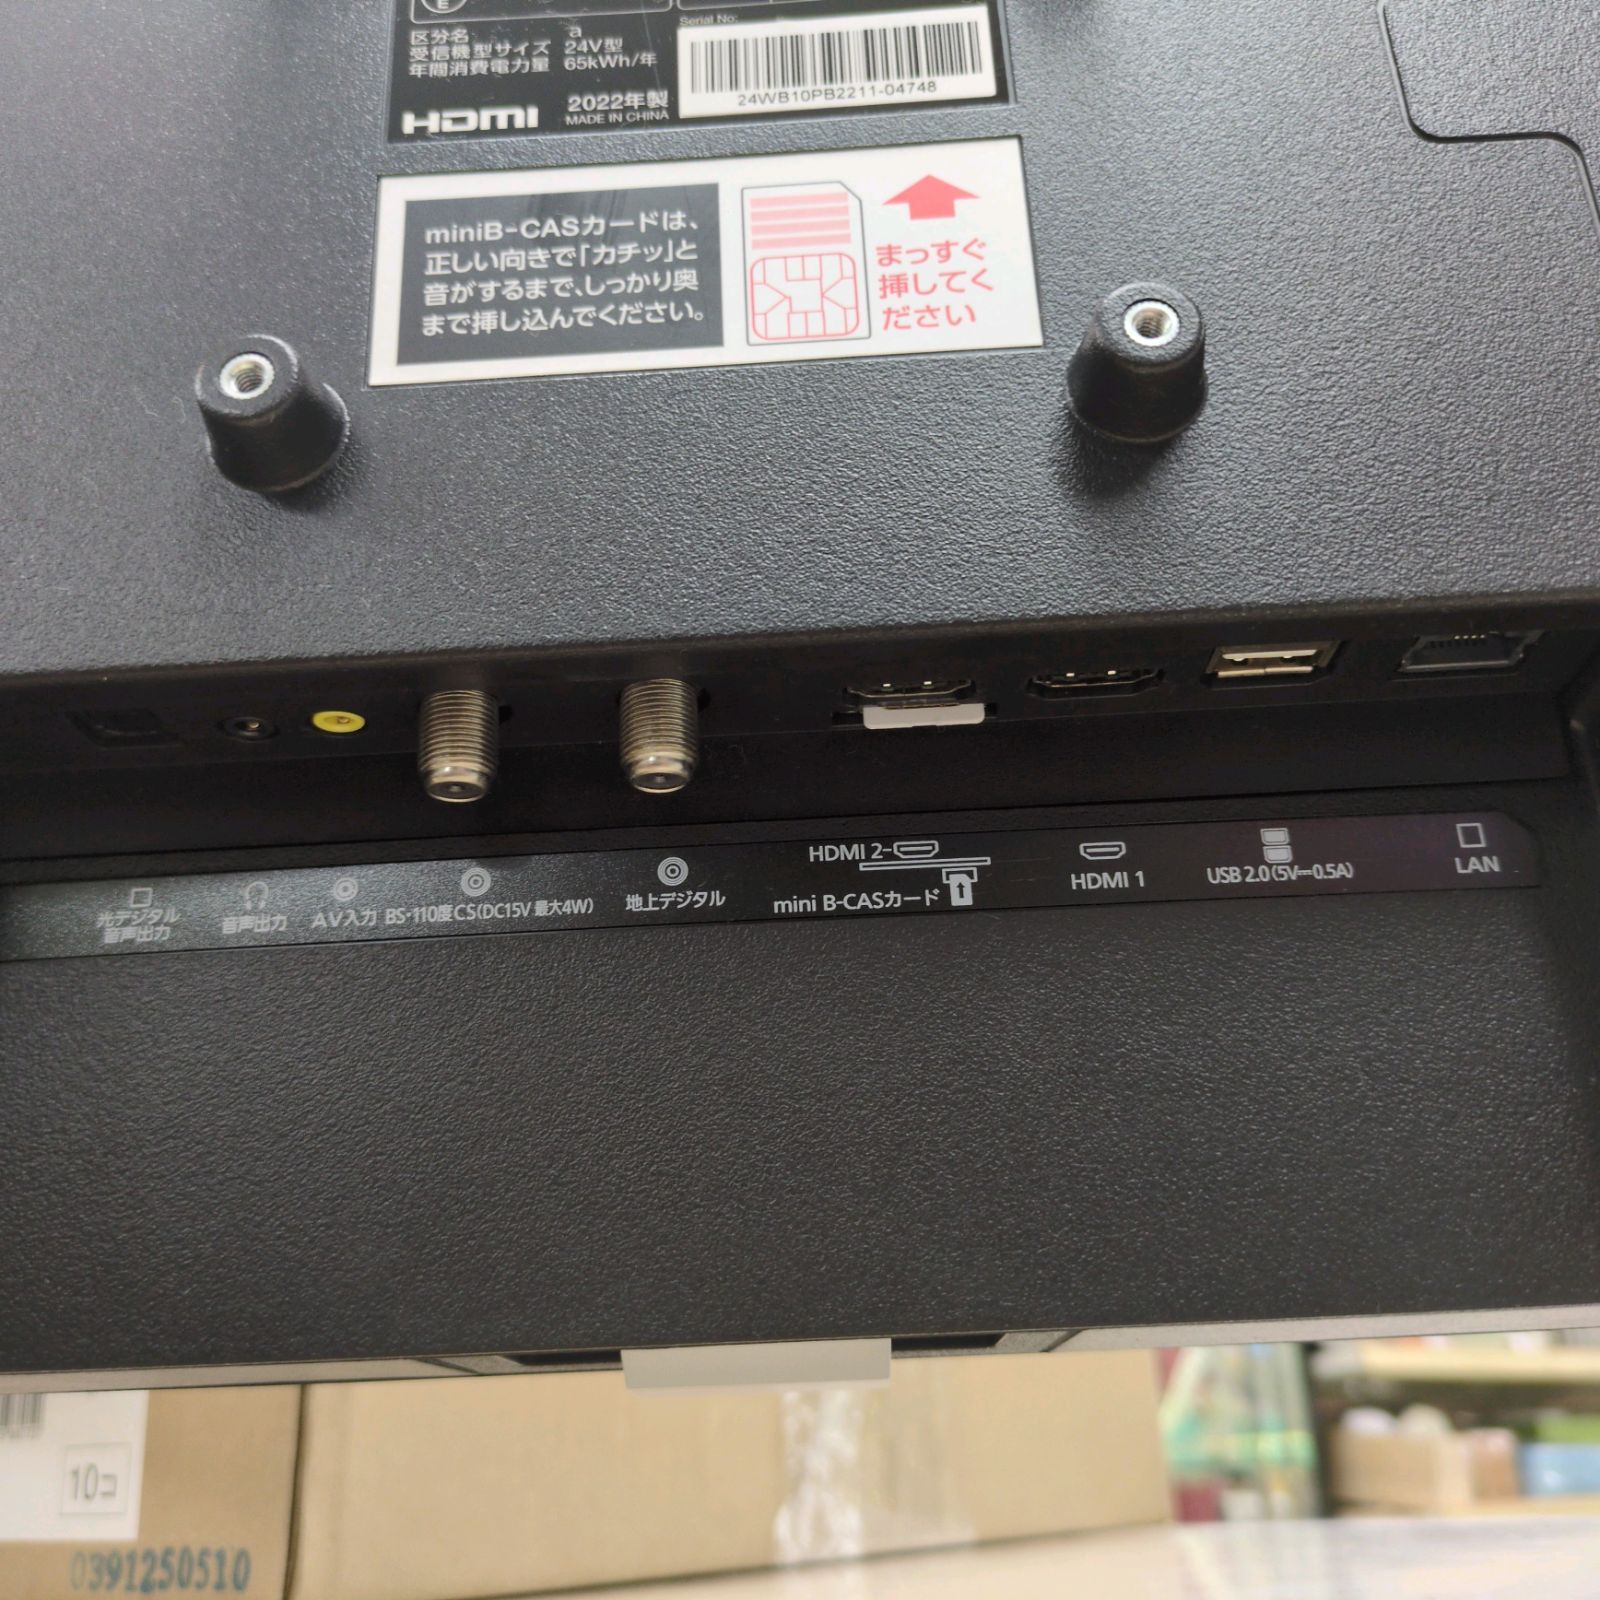 E
Serial No:
区分名 a
受信機型サイズ 24V型
年間消費電力量 65kWh/年
24WB10PB2211-04748
HDMI
2022年製
MADE IN CHINA
miniB-CASカードは、
正しい向きで「カチッ」と
音がするまで、しっかり奥
まで挿し込んでください。
まっすぐ
挿してく
ださい
光デジタル
音声出力
音声出力
AV入力
BS・110度CS(DC15V 最大4W)
地上デジタル
HDMI 2
mini B-CASカード
HDMI 1
USB 2.0(5V⎓0.5A)
LAN
10コ
0391250510